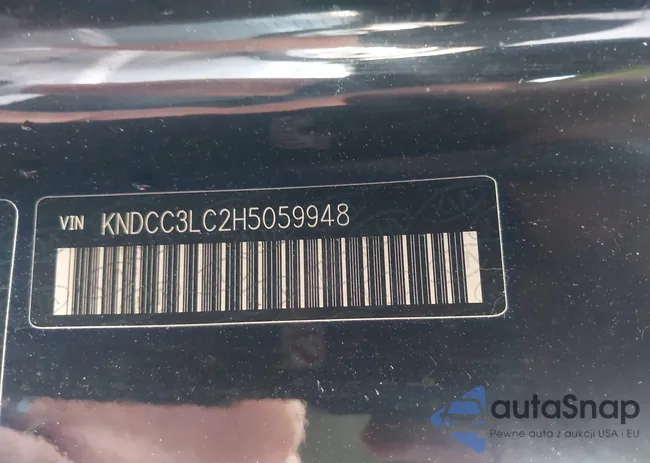 VIN KNDCC3LC2H5059948
autaSnap
Pewne auta z aukcji USA i EU